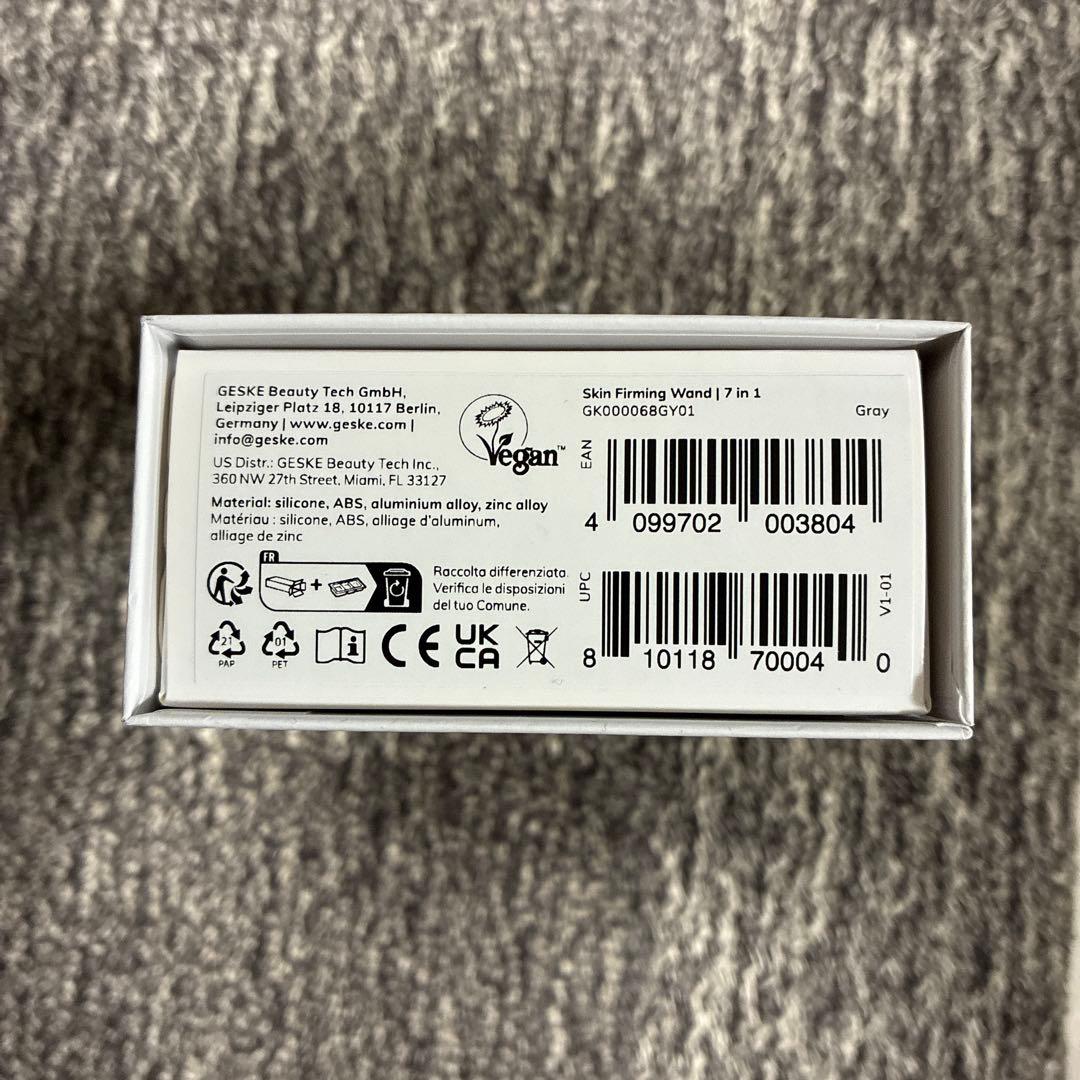 GESKE Beauty Tech GmbH,
Leipziger Platz 18, 10117 Berlin,
Germany | www.geske.com |
info@geske.com
US Distr.: GESKE Beauty Tech Inc.,
360 NW 27th Street, Miami, FL 33127
Material: silicone, ABS, aluminium alloy, zinc alloy
Matériau : silicone, ABS, alliage d'aluminum,
alliage de zinc
Vegan™
FR
Raccolta differenziata.
Verifica le disposizioni
del tuo Comune.
21
PAP
01
PET
i
CE
UK
CA
Skin Firming Wand | 7 in 1
GK000068GY01
Gray
EAN
4 099702 003804
UPC
8 10118 70004 0
V1-01